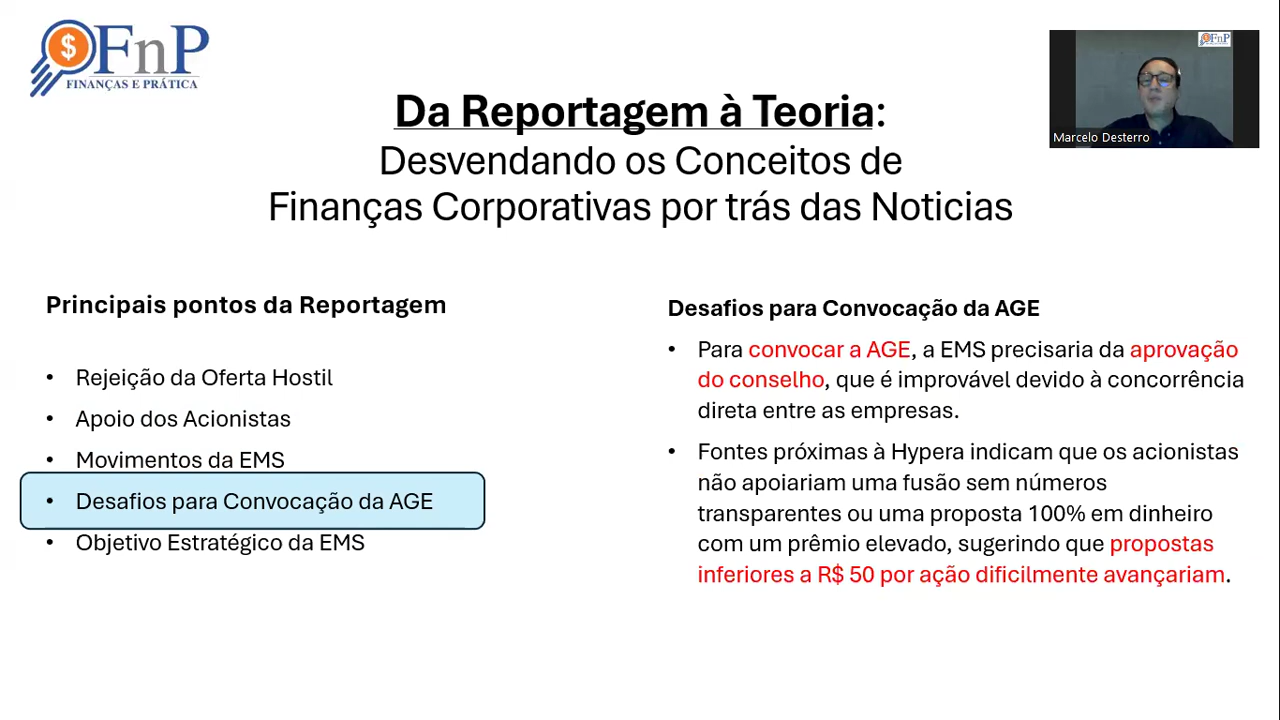 FnP
FINANÇAS E PRÁTICA
FnP
Marcelo Desterro
Da Reportagem à Teoria:
Desvendando os Conceitos de
Finanças Corporativas por trás das Noticias
Principais pontos da Reportagem
• Rejeição da Oferta Hostil
• Apoio dos Acionistas
• Movimentos da EMS
• Desafios para Convocação da AGE
• Objetivo Estratégico da EMS
Desafios para Convocação da AGE
• Para convocar a AGE, a EMS precisaria da aprovação
do conselho, que é improvável devido à concorrência
direta entre as empresas.
• Fontes próximas à Hypera indicam que os acionistas
não apoiariam uma fusão sem números
transparentes ou uma proposta 100% em dinheiro
com um prêmio elevado, sugerindo que propostas
inferiores a R$ 50 por ação dificilmente avançariam.